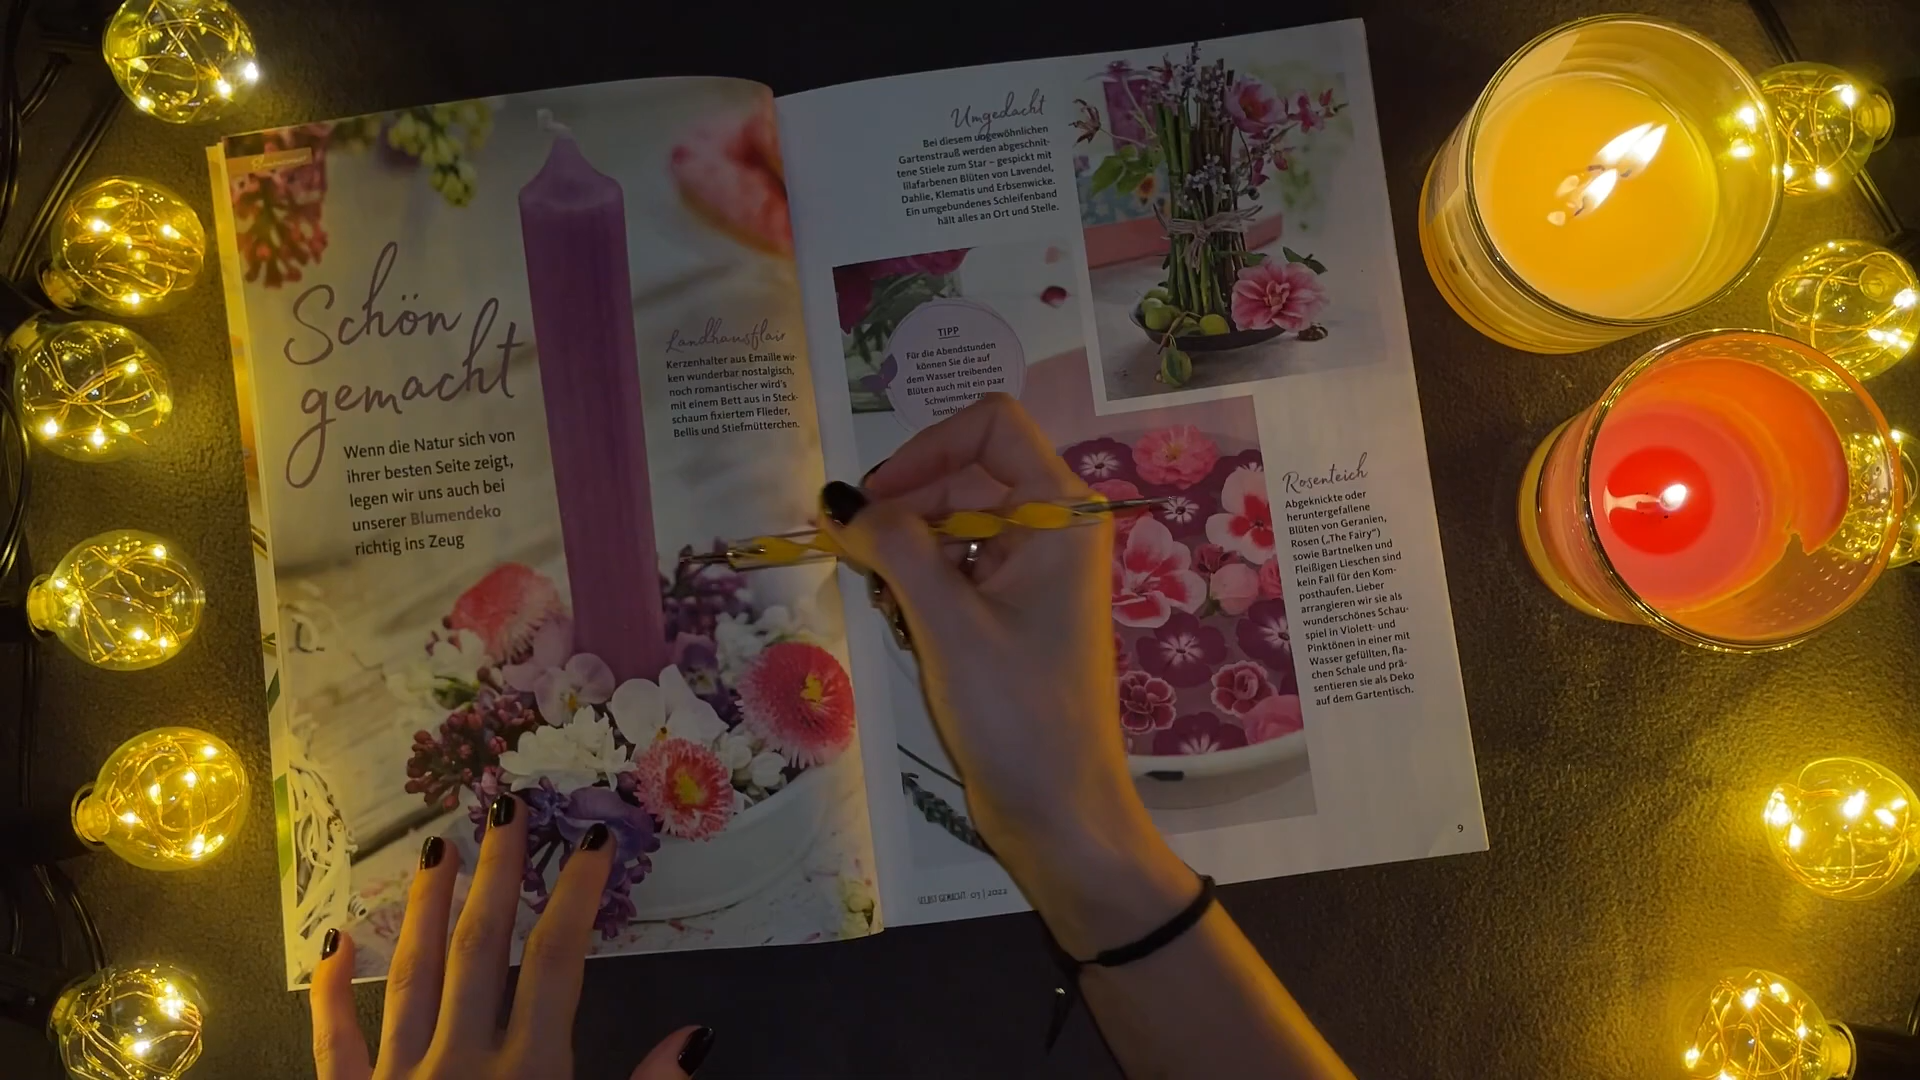 Schön
gemacht
Wenn die Natur sich von
ihrer besten Seite zeigt,
legen wir uns auch bei
unserer Blumendeko
richtig ins Zeug
Landhausflair
Kerzenhalter aus Emaille wir-
ken wunderbar nostalgisch,
noch romantischer wird's
mit einem Bett aus in Steck-
schaum fixiertem Flieder,
Bellis und Stiefmütterchen.
Umgedacht
Bei diesem ungewöhnlichen
Gartenstrauß werden abgeschnit-
tene Stiele zum Star – gespickt mit
lilafarbenen Blüten von Lavendel,
Dahlie, Klematis und Erbsenwicke.
Ein umgebundenes Schleifenband
hält alles an Ort und Stelle.
TIPP
Für die Abendstunden
können Sie die auf
dem Wasser treibenden
Blüten auch mit ein paar
Rosenteich
Abgeknickte oder
heruntergefallene
Blüten von Geranien,
Rosen („The Fairy“)
sowie Bartnelken und
Fleißigen Lieschen sind
kein Fall für den Kom-
posthaufen. Lieber
arrangieren wir sie als
wunderschönes Schau-
spiel in Violett- und
Pinktönen in einer mit
Wasser gefüllten, fla-
chen Schale und prä-
sentieren sie als Deko
auf dem Gartentisch.
SELBST GEMACHT 03 | 2022
9